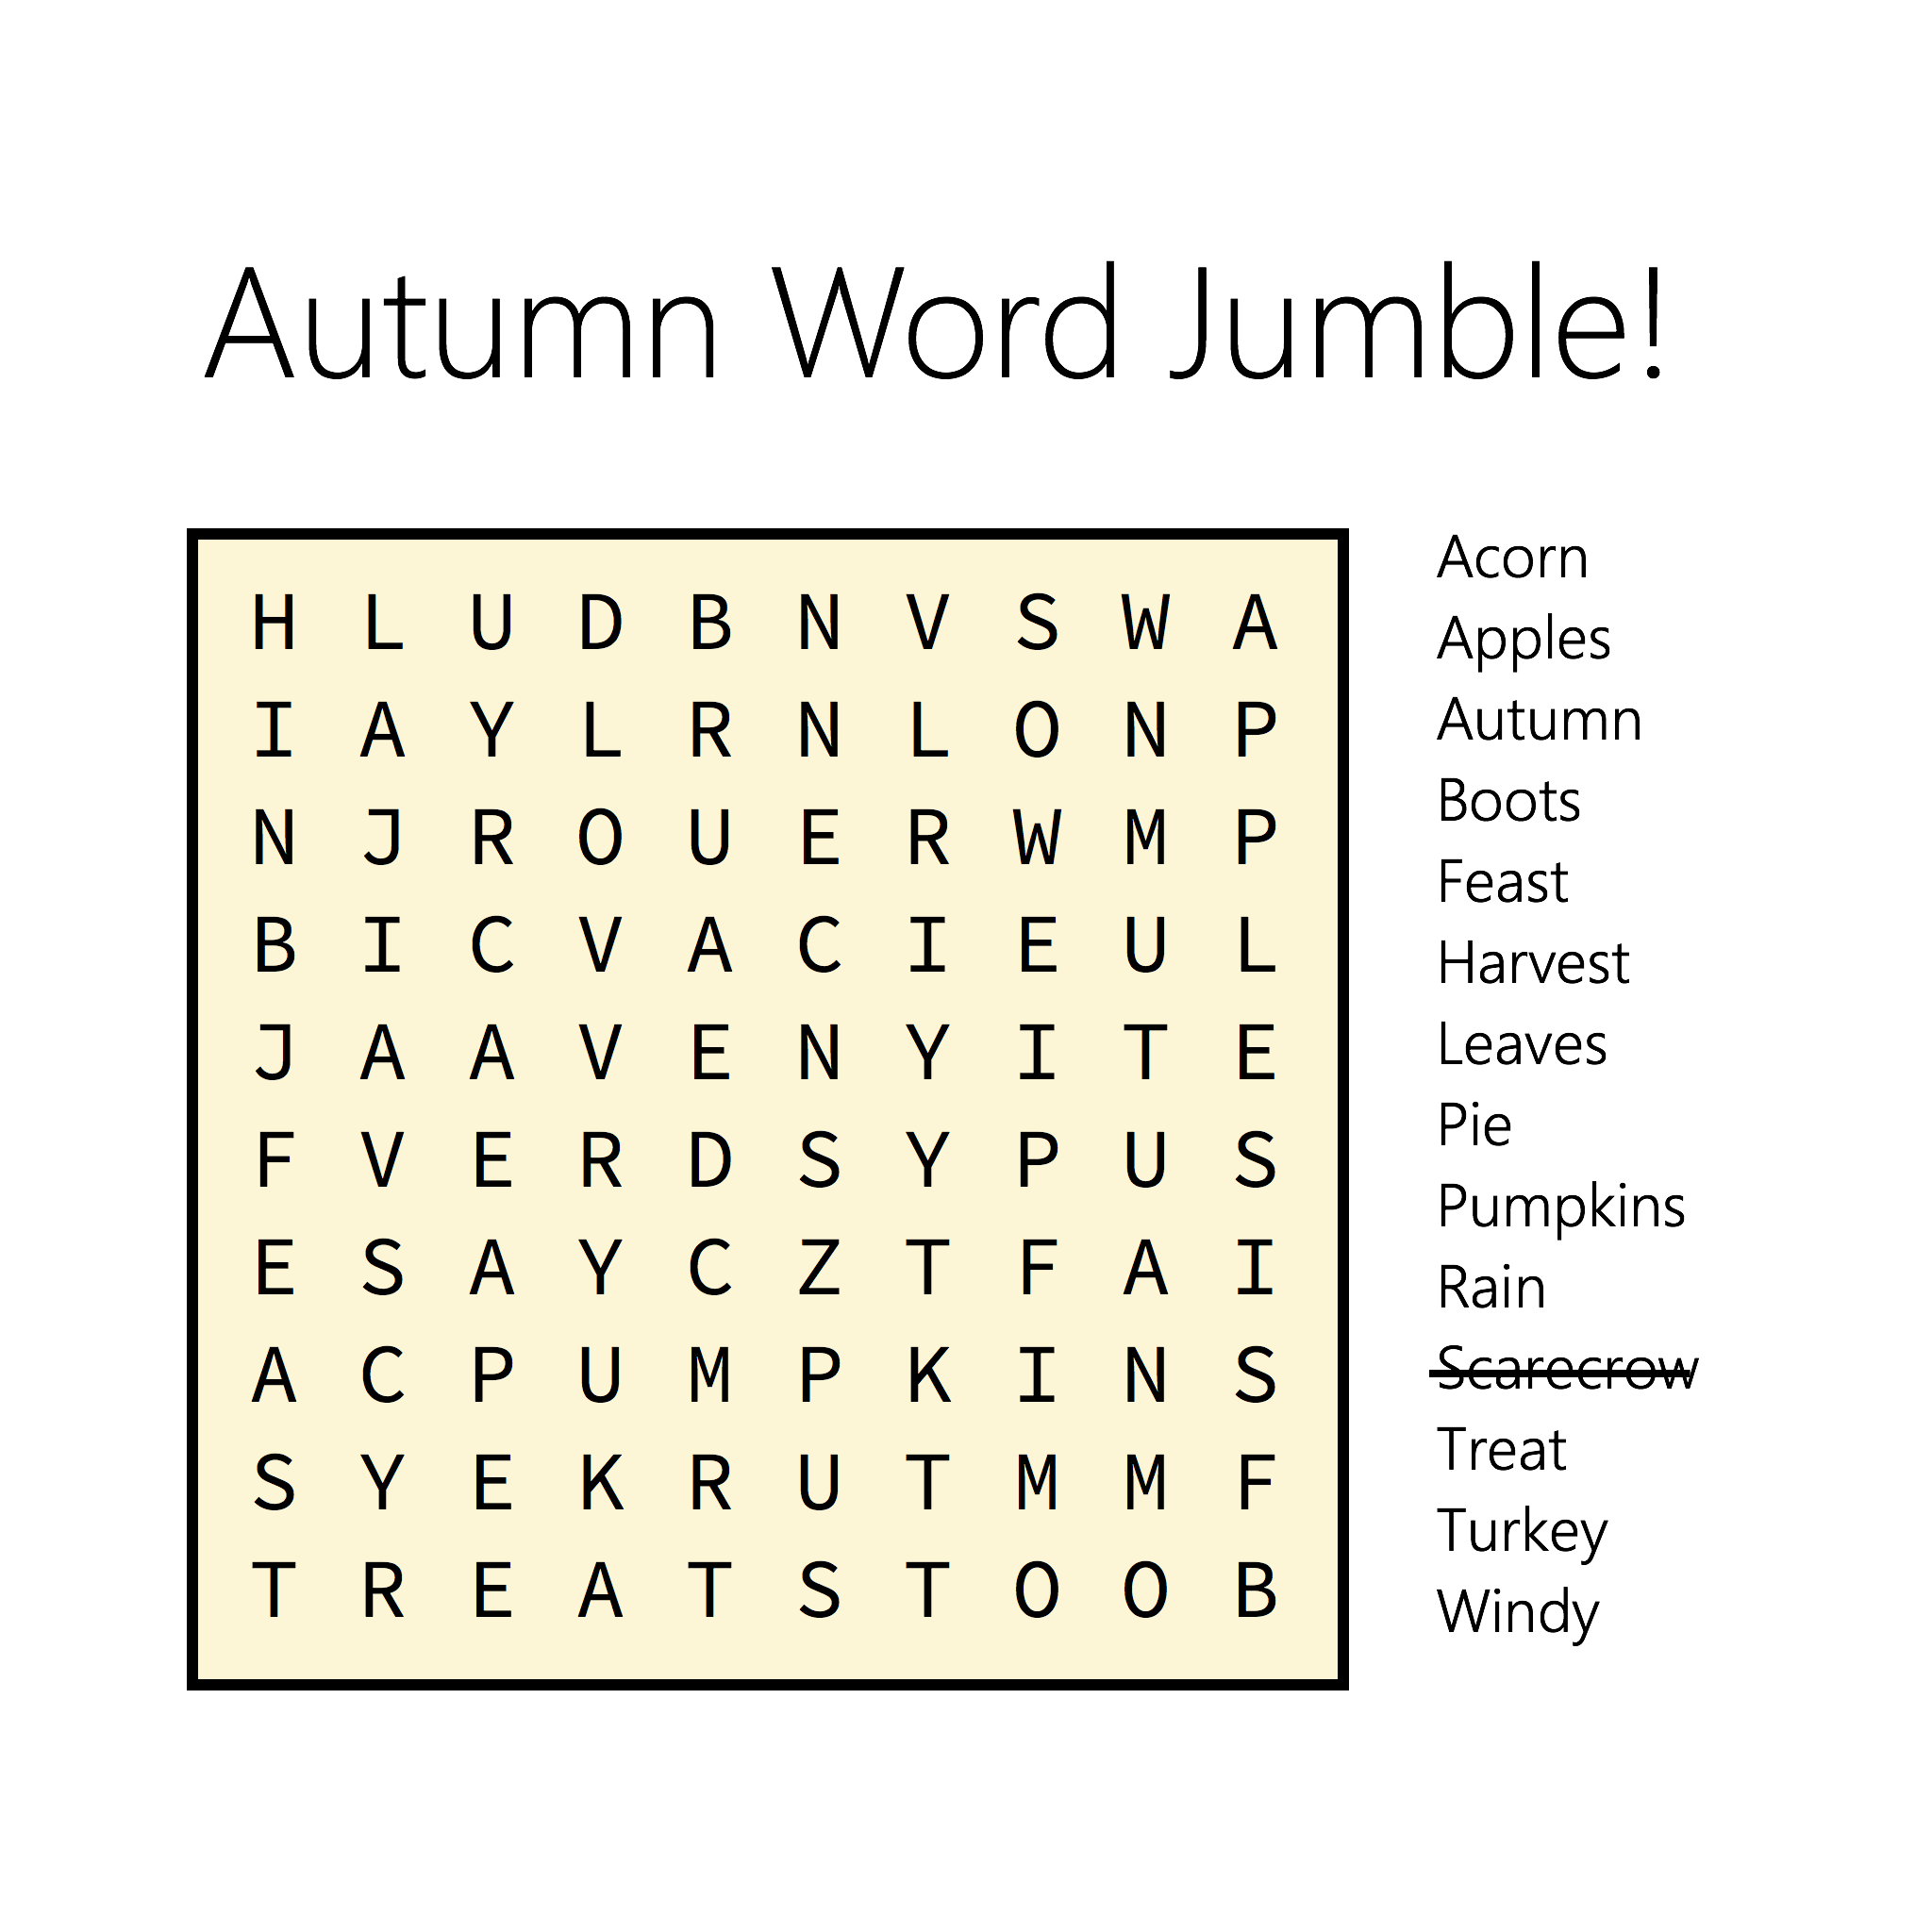 Autumn Word Jumble!
H L U D B N V S W A
I A Y L R N L O N P
N J R O U E R W M P
B I C V A C I E U L
J A A V E N Y I T E
F V E R D S Y P U S
E S A Y C Z T F A I
A C P U M P K I N S
S Y E K R U T M M F
T R E A T S T O O B
Acorn
Apples
Autumn
Boots
Feast
Harvest
Leaves
Pie
Pumpkins
Rain
Scarecrow
Treat
Turkey
Windy